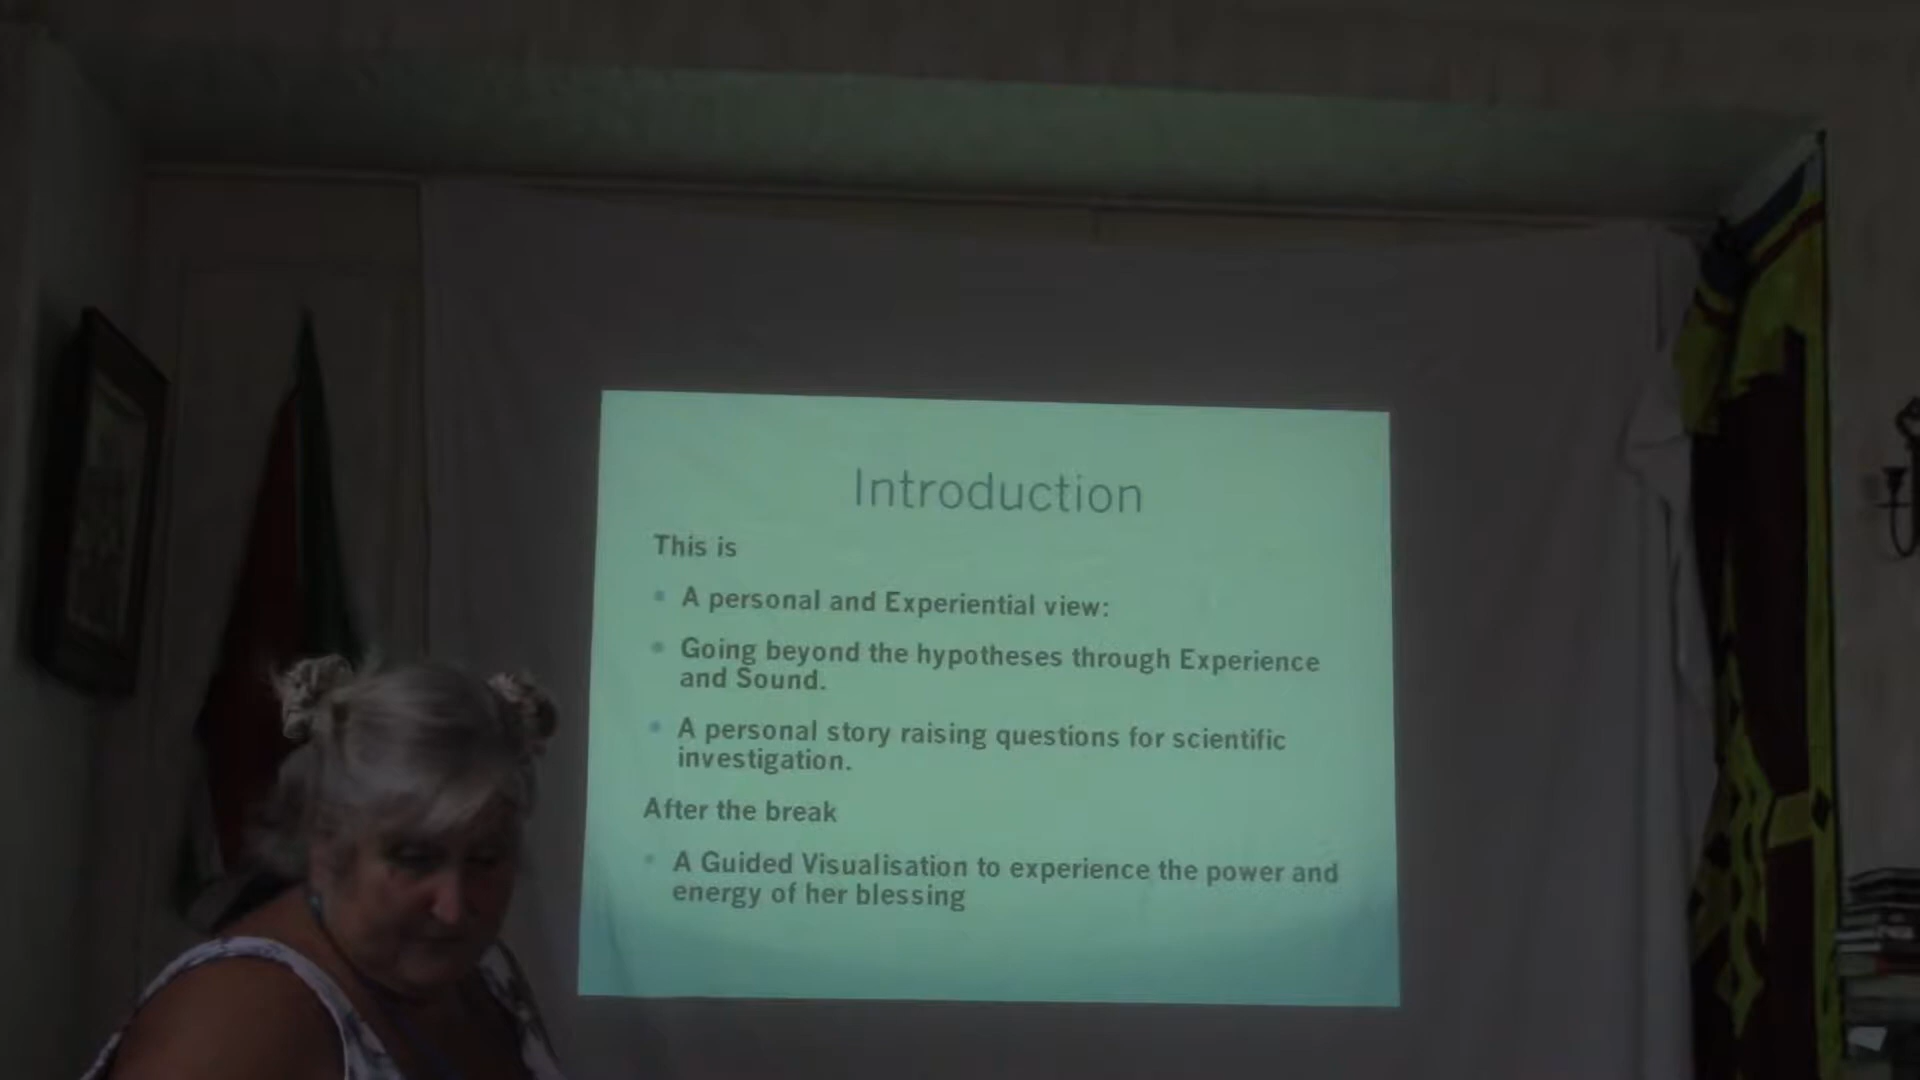 Introduction
This is
A personal and Experiential view:
Going beyond the hypotheses through Experience
and Sound.
A personal story raising questions for scientific
investigation.
After the break
A Guided Visualisation to experience the power and
energy of her blessing